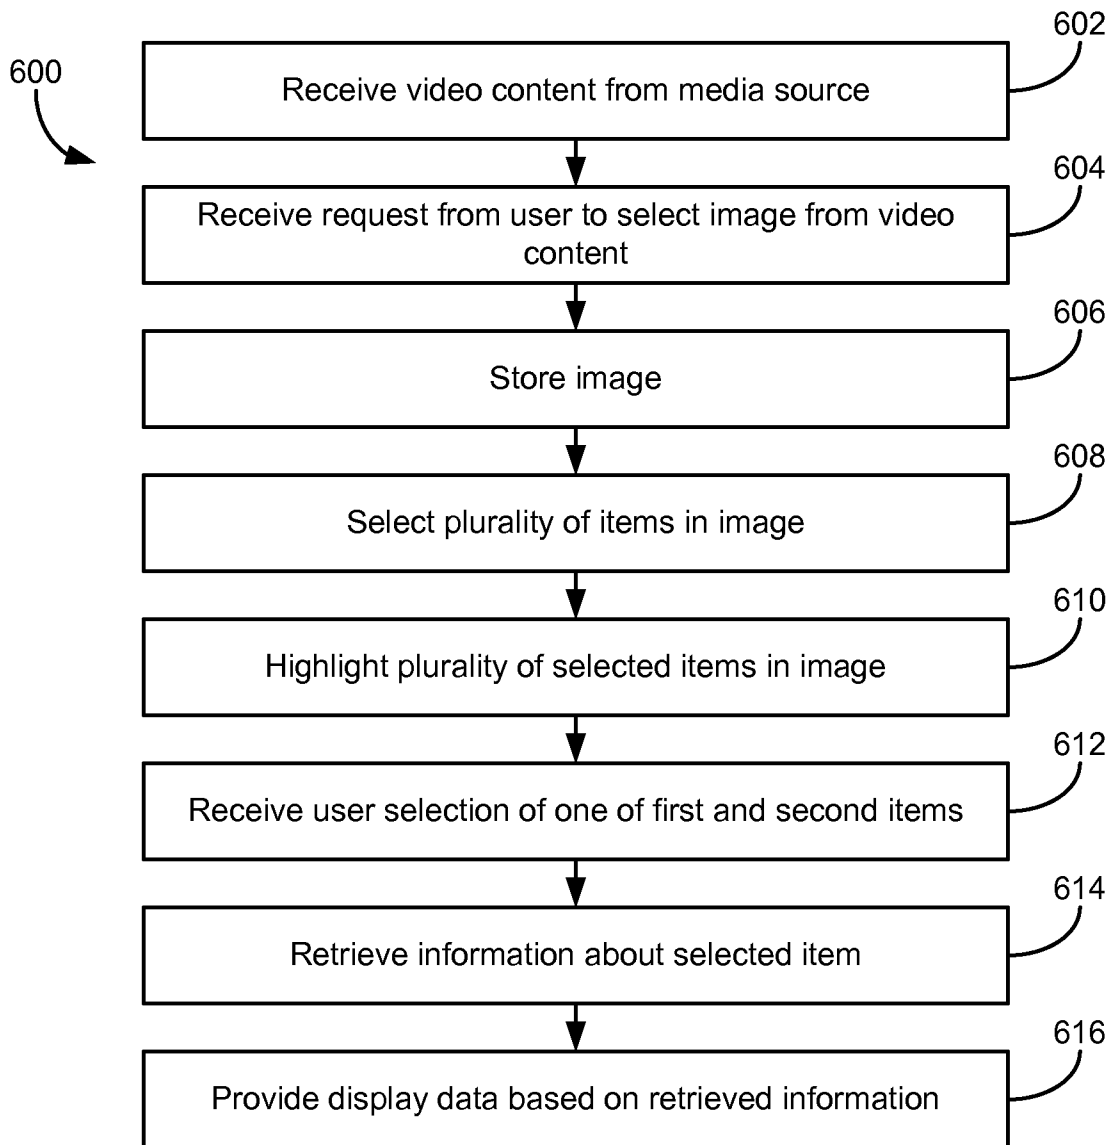 602
600
Receive video content from media source
604
Receive request from user to select image from video
content
606
Store image
608
Select plurality of items in image
610
Highlight plurality of selected items in image
612
Receive user selection of one of first and second items
614
Retrieve information about selected item
616
Provide display data based on retrieved information